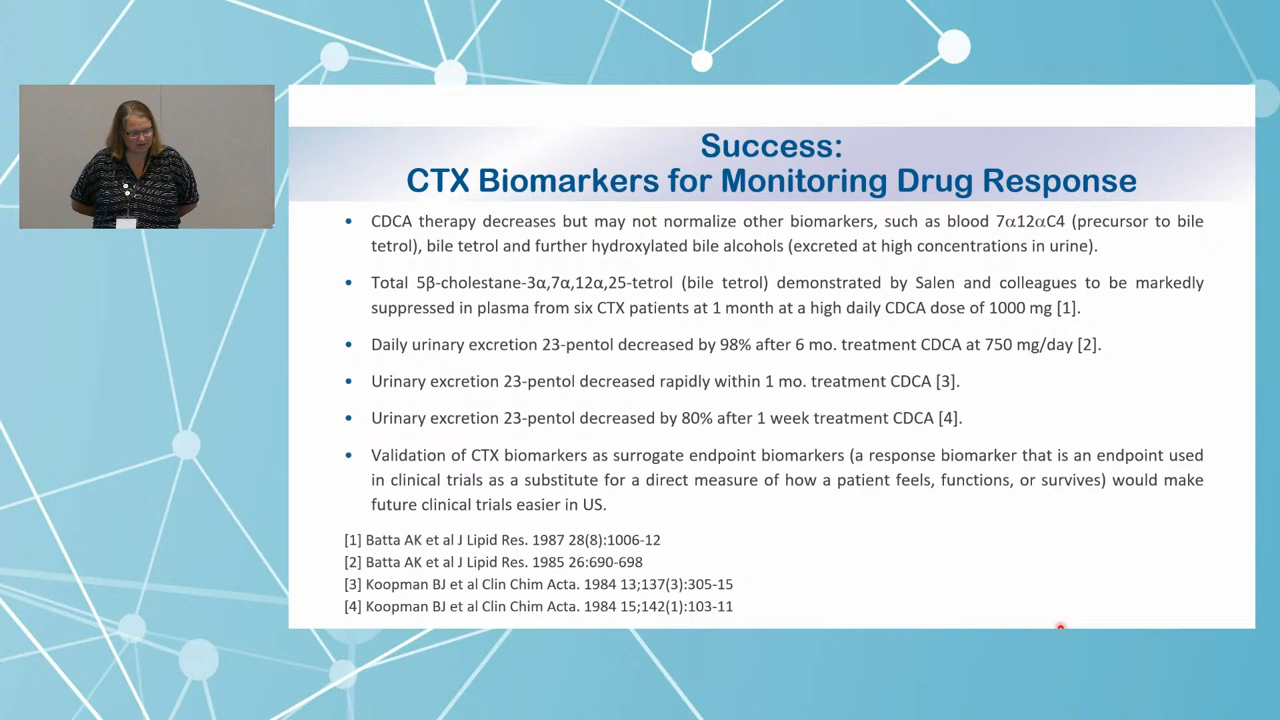 Success:
CTX Biomarkers for Monitoring Drug Response
• CDCA therapy decreases but may not normalize other biomarkers, such as blood 7α12αC4 (precursor to bile
tetrol), bile tetrol and further hydroxylated bile alcohols (excreted at high concentrations in urine).
• Total 5β-cholestane-3α,7α,12α,25-tetrol (bile tetrol) demonstrated by Salen and colleagues to be markedly
suppressed in plasma from six CTX patients at 1 month at a high daily CDCA dose of 1000 mg [1].
• Daily urinary excretion 23-pentol decreased by 98% after 6 mo. treatment CDCA at 750 mg/day [2].
• Urinary excretion 23-pentol decreased rapidly within 1 mo. treatment CDCA [3].
• Urinary excretion 23-pentol decreased by 80% after 1 week treatment CDCA [4].
• Validation of CTX biomarkers as surrogate endpoint biomarkers (a response biomarker that is an endpoint used
in clinical trials as a substitute for a direct measure of how a patient feels, functions, or survives) would make
future clinical trials easier in US.
[1] Batta AK et al J Lipid Res. 1987 28(8):1006-12
[2] Batta AK et al J Lipid Res. 1985 26:690-698
[3] Koopman BJ et al Clin Chim Acta. 1984 13;137(3):305-15
[4] Koopman BJ et al Clin Chim Acta. 1984 15;142(1):103-11